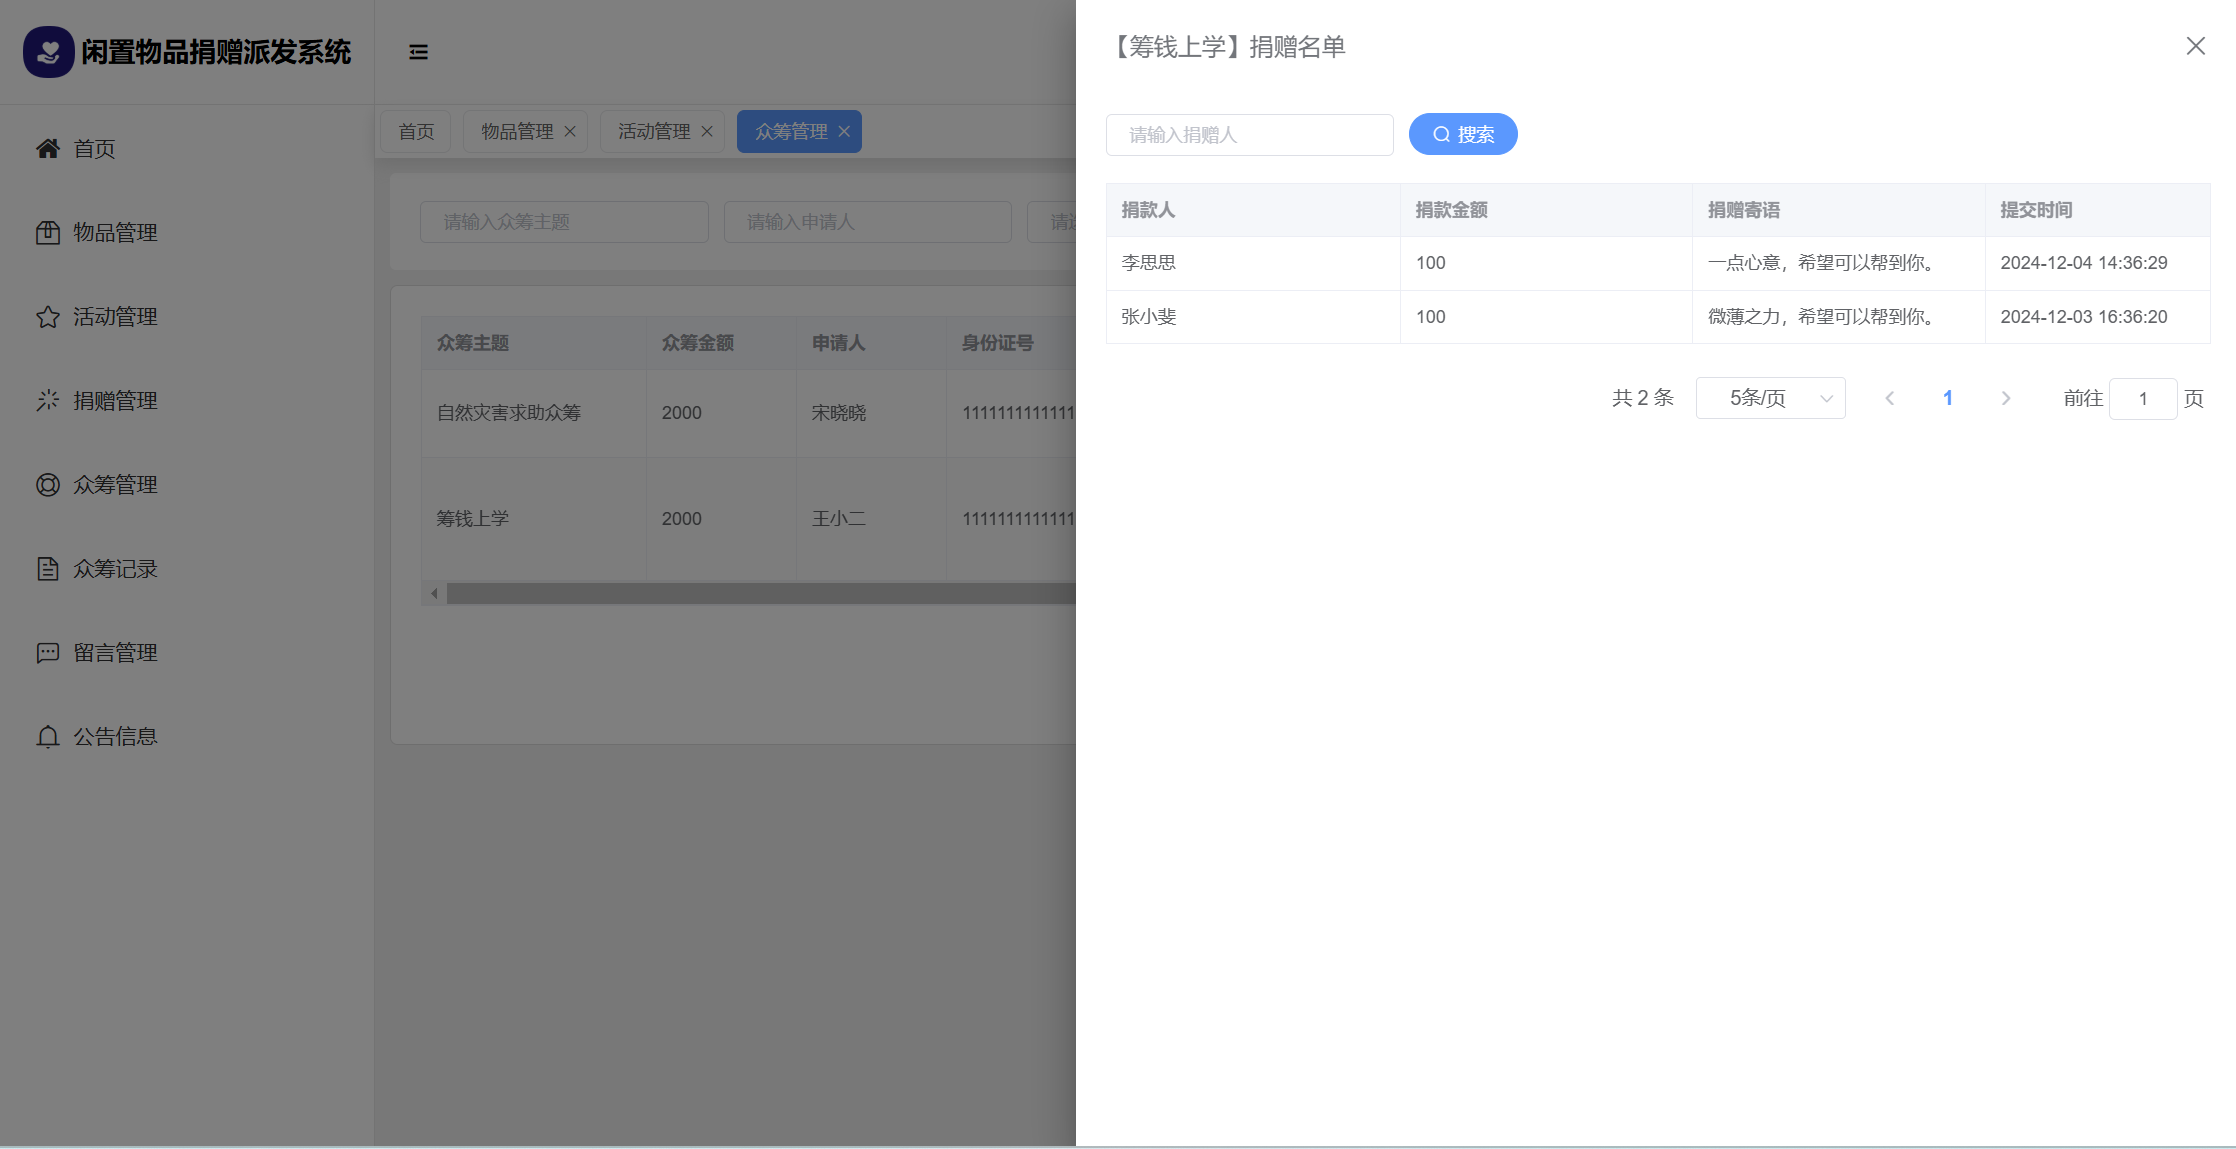 闲置物品捐赠派发系统
首页
物品管理
活动管理
捐赠管理
众筹管理
众筹记录
留言管理
公告信息
首页 物品管理 活动管理 众筹管理
请输入众筹主题 请输入申请人
众筹主题 众筹金额 申请人 身份证号
自然灾害求助众筹 2000 宋晓晓 1111111111111
筹钱上学 2000 王小二 1111111111111
【筹钱上学】捐赠名单
请输入捐赠人 搜索
捐款人 捐款金额 捐赠寄语 提交时间
李思思 100 一点心意，希望可以帮到你。 2024-12-04 14:36:29
张小斐 100 微薄之力，希望可以帮到你。 2024-12-03 16:36:20
共 2 条 5条/页 1 前往 1 页